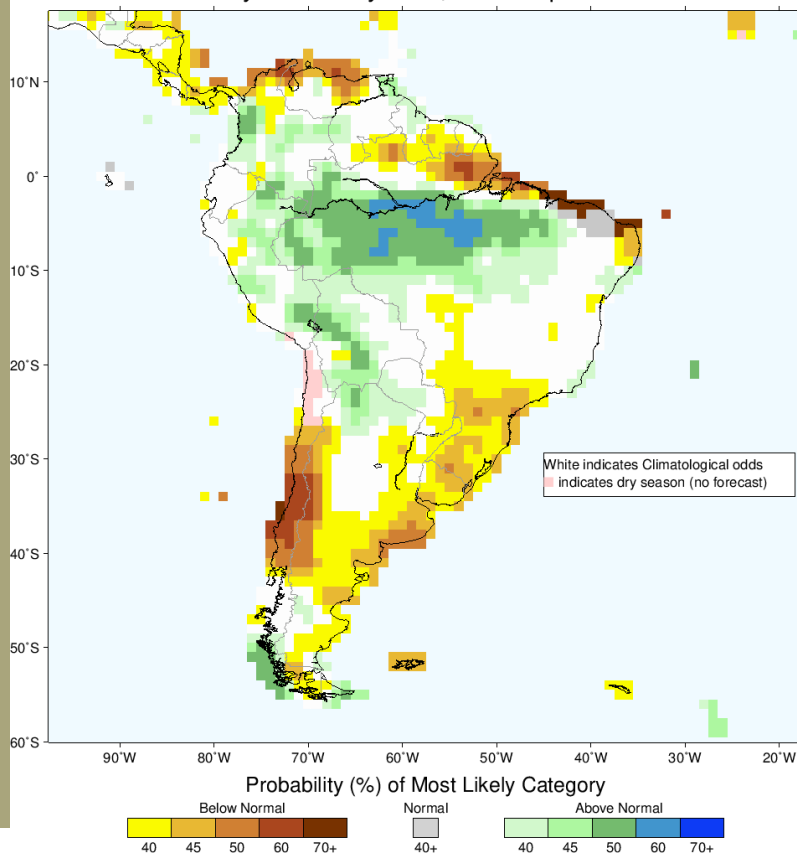 10˚N
0˚
10˚S
20˚S
30˚S
40˚S
50˚S
60˚S
White indicates Climatological odds
indicates dry season (no forecast)
90˚W 80˚W 70˚W 60˚W 50˚W 40˚W 30˚W 20˚W
Probability (%) of Most Likely Category
Below Normal Normal Above Normal
40 45 50 60 70+ 40+ 40 45 50 60 70+